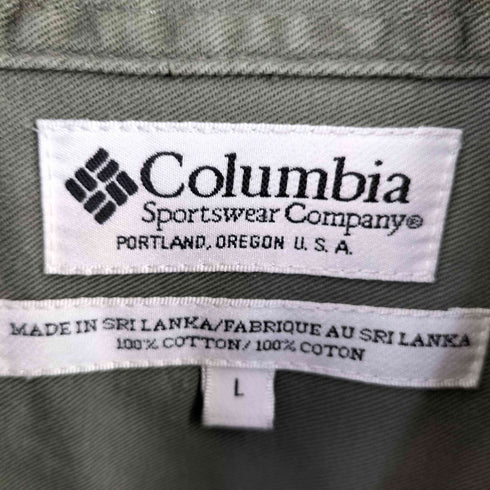 Columbia
Sportswear Company®
PORTLAND, OREGON U. S. A.
MADE IN SRI LANKA/FABRIQUE AU SRI LANKA
100% COTTON/100% COTON
L